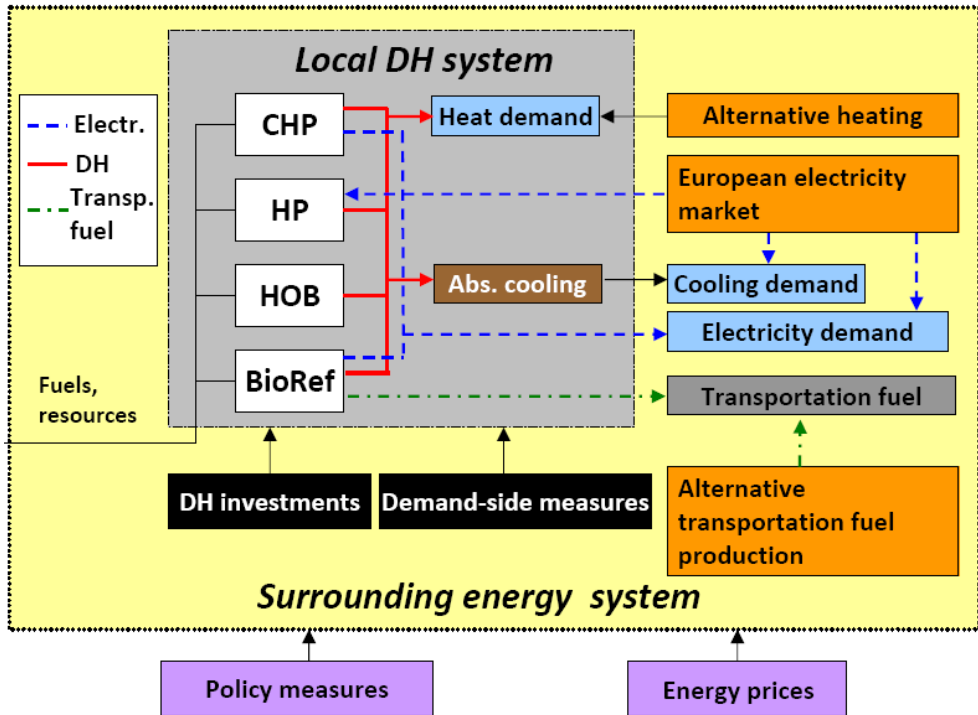 Local DH system
Electr.
DH
Transp.
fuel
CHP
HP
HOB
BioRef
Heat demand
Abs. cooling
Alternative heating
European electricity
market
Cooling demand
Electricity demand
Transportation fuel
Fuels,
resources
DH investments
Demand-side measures
Alternative
transportation fuel
production
Surrounding energy system
Policy measures
Energy prices